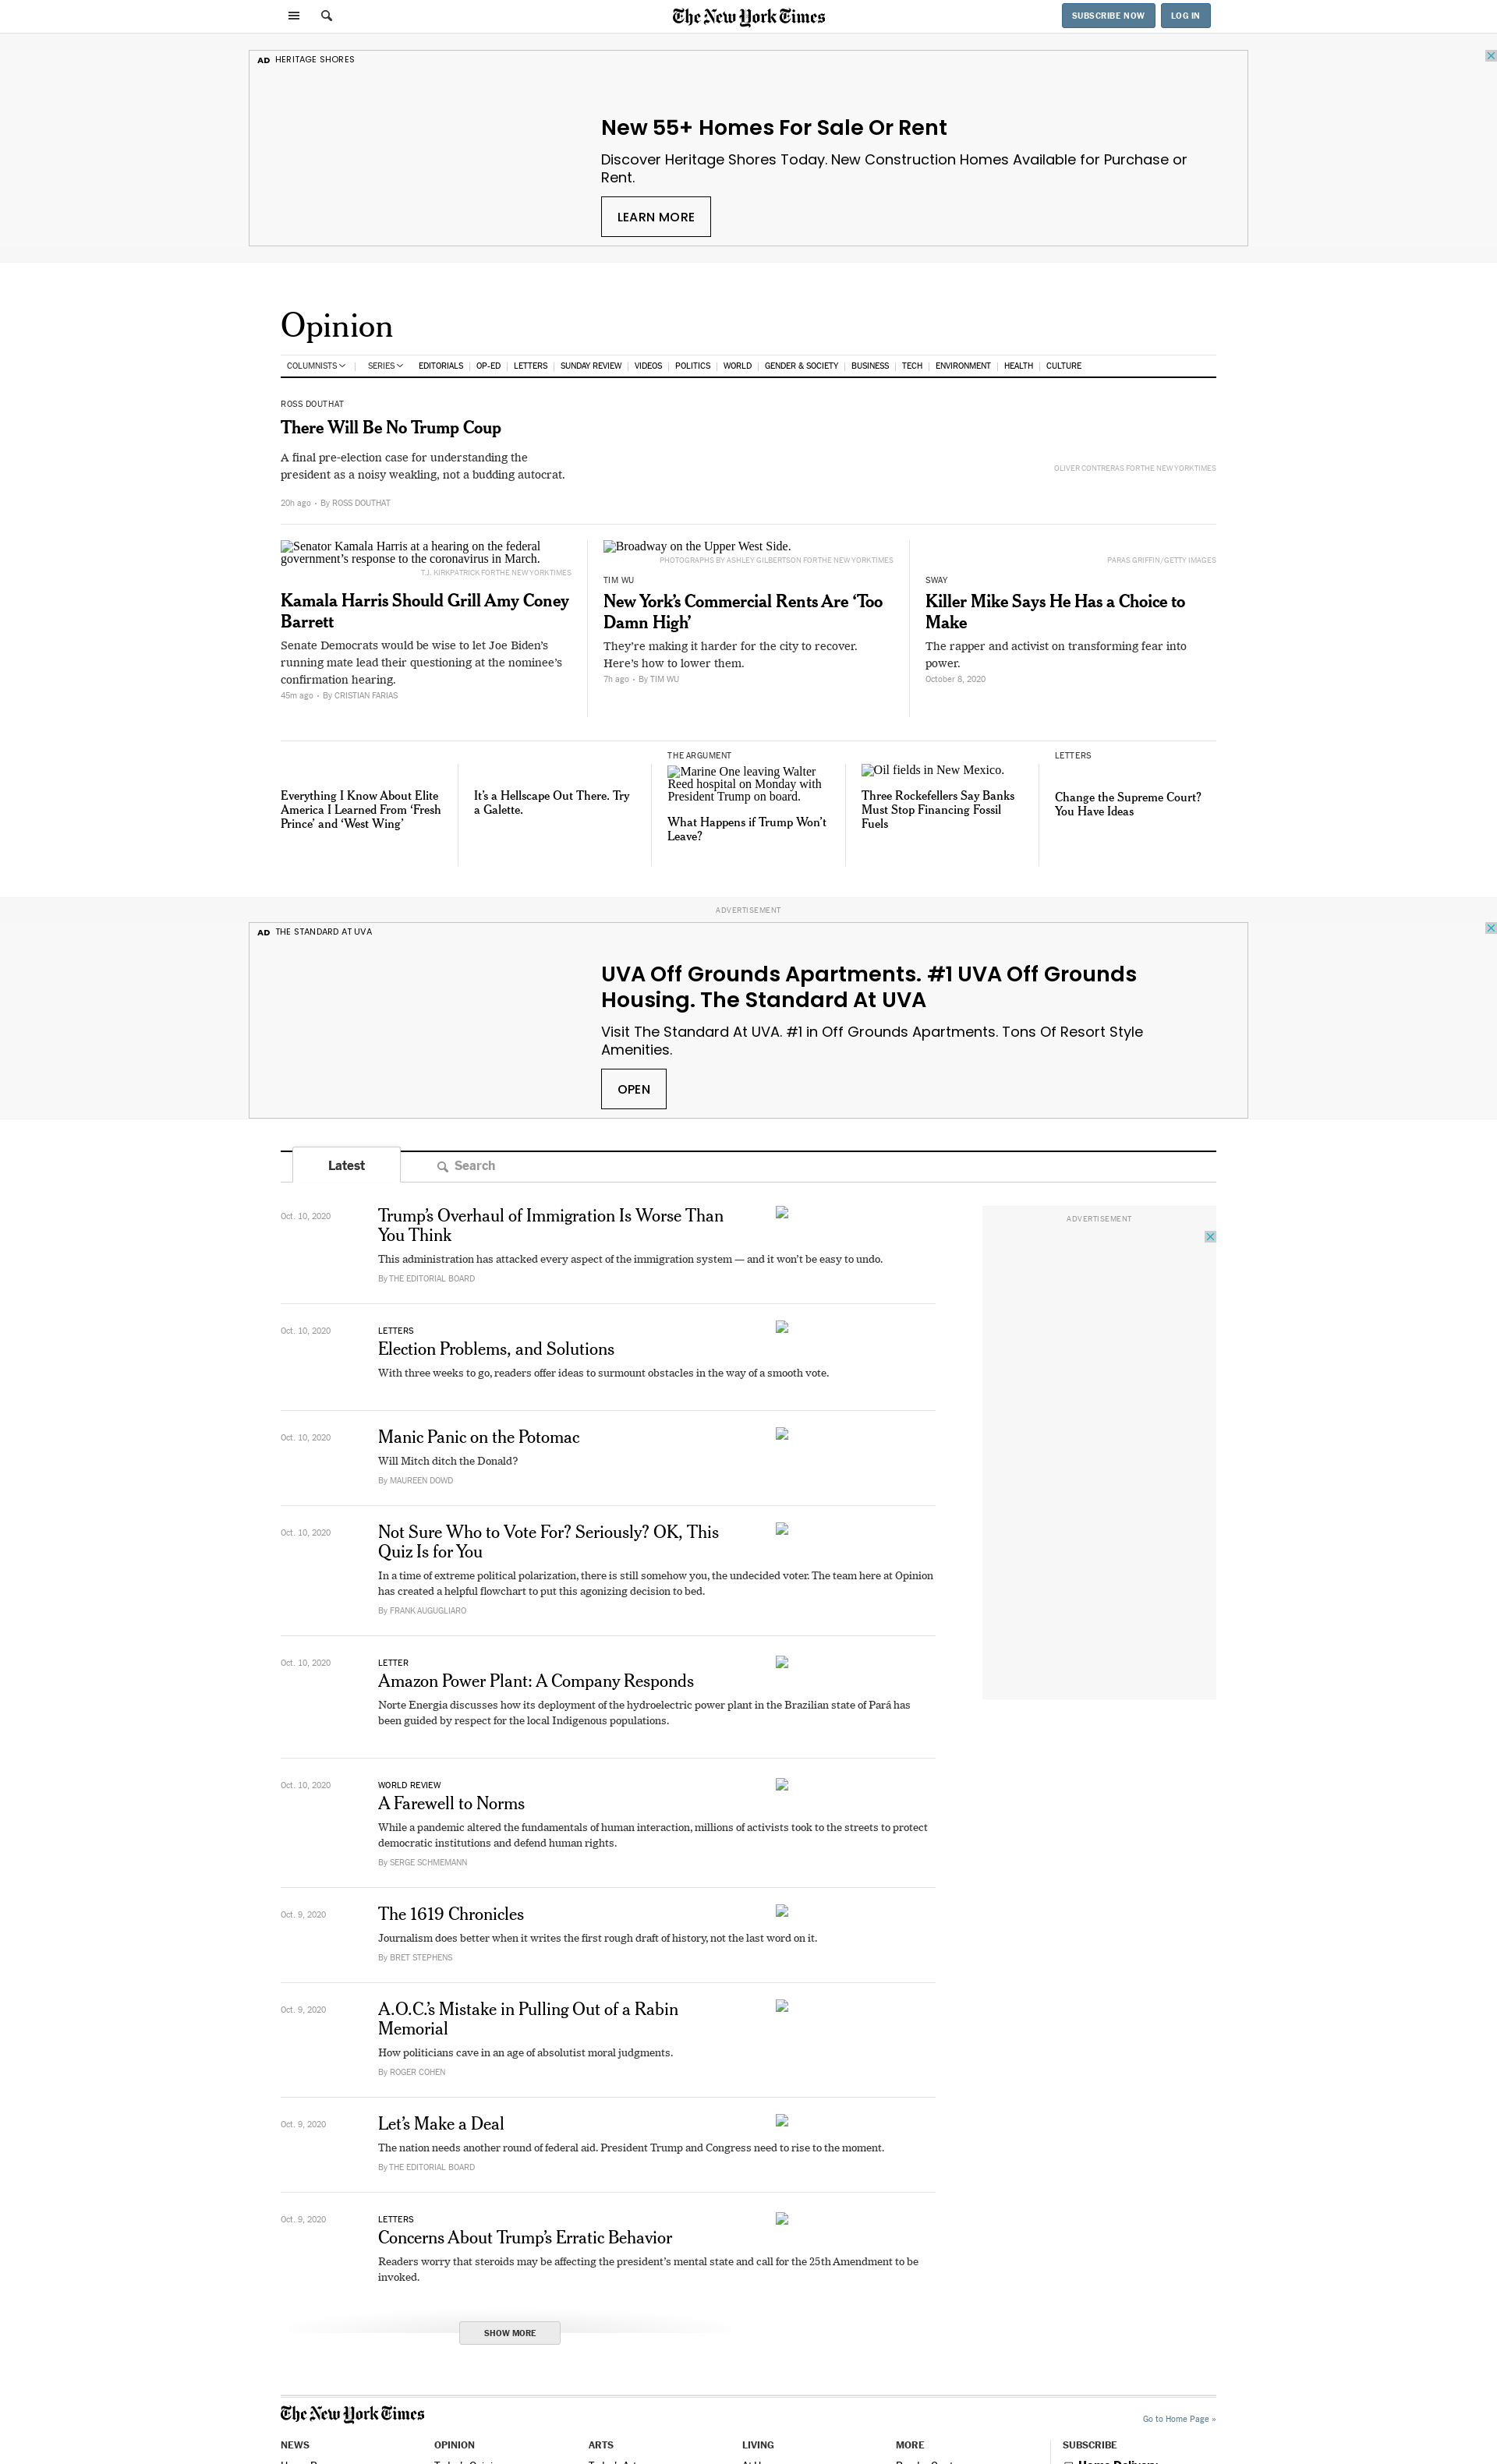 The New York Times
SUBSCRIBE NOW
LOG IN
AD HERITAGE SHORES
New 55+ Homes For Sale Or Rent
Discover Heritage Shores Today. New Construction Homes Available for Purchase or
Rent.
LEARN MORE
Opinion
COLUMNISTS | SERIES EDITORIALS | OP-ED | LETTERS | SUNDAY REVIEW | VIDEOS | POLITICS | WORLD | GENDER & SOCIETY | BUSINESS | TECH | ENVIRONMENT | HEALTH | CULTURE
ROSS DOUTHAT
There Will Be No Trump Coup
A final pre-election case for understanding the
president as a noisy weakling, not a budding autocrat.
20h ago • By ROSS DOUTHAT
OLIVER CONTRERAS FOR THE NEW YORK TIMES
Senator Kamala Harris at a hearing on the federal
government’s response to the coronavirus in March.
T.J. KIRKPATRICK FOR THE NEW YORK TIMES
Kamala Harris Should Grill Amy Coney
Barrett
Senate Democrats would be wise to let Joe Biden’s
running mate lead their questioning at the nominee’s
confirmation hearing.
45m ago • By CRISTIAN FARIAS
Broadway on the Upper West Side.
PHOTOGRAPHS BY ASHLEY GILBERTSON FOR THE NEW YORK TIMES
TIM WU
New York’s Commercial Rents Are ‘Too
Damn High’
They’re making it harder for the city to recover.
Here’s how to lower them.
7h ago • By TIM WU
PARAS GRIFFIN/GETTY IMAGES
SWAY
Killer Mike Says He Has a Choice to
Make
The rapper and activist on transforming fear into
power.
October 8, 2020
Everything I Know About Elite
America I Learned From ‘Fresh
Prince’ and ‘West Wing’
It’s a Hellscape Out There. Try
a Galette.
THE ARGUMENT
Marine One leaving Walter
Reed hospital on Monday with
President Trump on board.
What Happens if Trump Won’t
Leave?
Oil fields in New Mexico.
Three Rockefellers Say Banks
Must Stop Financing Fossil
Fuels
LETTERS
Change the Supreme Court?
You Have Ideas
ADVERTISEMENT
AD THE STANDARD AT UVA
UVA Off Grounds Apartments. #1 UVA Off Grounds
Housing. The Standard At UVA
Visit The Standard At UVA. #1 in Off Grounds Apartments. Tons Of Resort Style
Amenities.
OPEN
Latest
Search
ADVERTISEMENT
Oct. 10, 2020
Trump’s Overhaul of Immigration Is Worse Than
You Think
This administration has attacked every aspect of the immigration system — and it won’t be easy to undo.
By THE EDITORIAL BOARD
Oct. 10, 2020
LETTERS
Election Problems, and Solutions
With three weeks to go, readers offer ideas to surmount obstacles in the way of a smooth vote.
Oct. 10, 2020
Manic Panic on the Potomac
Will Mitch ditch the Donald?
By MAUREEN DOWD
Oct. 10, 2020
Not Sure Who to Vote For? Seriously? OK, This
Quiz Is for You
In a time of extreme political polarization, there is still somehow you, the undecided voter. The team here at Opinion
has created a helpful flowchart to put this agonizing decision to bed.
By FRANK AUGUGLIARO
Oct. 10, 2020
LETTER
Amazon Power Plant: A Company Responds
Norte Energia discusses how its deployment of the hydroelectric power plant in the Brazilian state of Pará has
been guided by respect for the local Indigenous populations.
Oct. 10, 2020
WORLD REVIEW
A Farewell to Norms
While a pandemic altered the fundamentals of human interaction, millions of activists took to the streets to protect
democratic institutions and defend human rights.
By SERGE SCHMEMANN
Oct. 9, 2020
The 1619 Chronicles
Journalism does better when it writes the first rough draft of history, not the last word on it.
By BRET STEPHENS
Oct. 9, 2020
A.O.C.’s Mistake in Pulling Out of a Rabin
Memorial
How politicians cave in an age of absolutist moral judgments.
By ROGER COHEN
Oct. 9, 2020
Let’s Make a Deal
The nation needs another round of federal aid. President Trump and Congress need to rise to the moment.
By THE EDITORIAL BOARD
Oct. 9, 2020
LETTERS
Concerns About Trump’s Erratic Behavior
Readers worry that steroids may be affecting the president’s mental state and call for the 25th Amendment to be
invoked.
SHOW MORE
The New York Times
Go to Home Page »
NEWS
OPINION
ARTS
LIVING
MORE
SUBSCRIBE